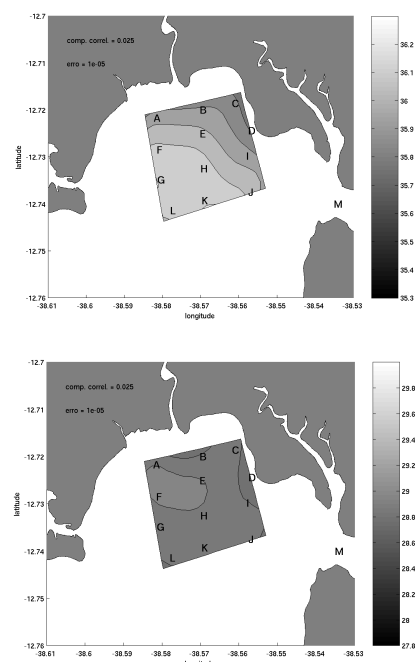 -12.7
comp. correl. = 0.025
erro = 1e-05
-12.71
-12.72
-12.73
-12.74
-12.75
-12.76
latitude
A
B
C
D
E
F
G
H
I
J
K
L
M
-38.61 -38.6 -38.59 -38.58 -38.57 -38.56 -38.55 -38.54 -38.53
longitude
36.2
36.1
36
35.9
35.8
35.7
35.6
35.5
35.4
35.3
-12.7
comp. correl. = 0.025
erro = 1e-05
-12.71
-12.72
-12.73
-12.74
-12.75
-12.76
latitude
A
B
C
D
E
F
G
H
I
J
K
L
M
-38.61 -38.6 -38.59 -38.58 -38.57 -38.56 -38.55 -38.54 -38.53
29.8
29.6
29.4
29.2
29
28.8
28.6
28.4
28.2
28
27.8